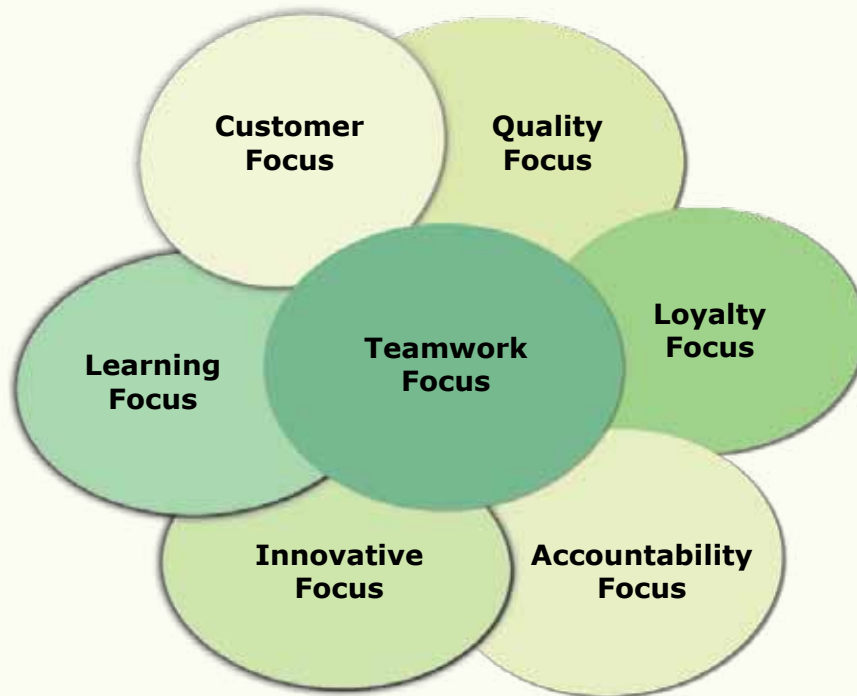 Customer
Focus
Quality
Focus
Loyalty
Focus
Teamwork
Focus
Learning
Focus
Innovative
Focus
Accountability
Focus